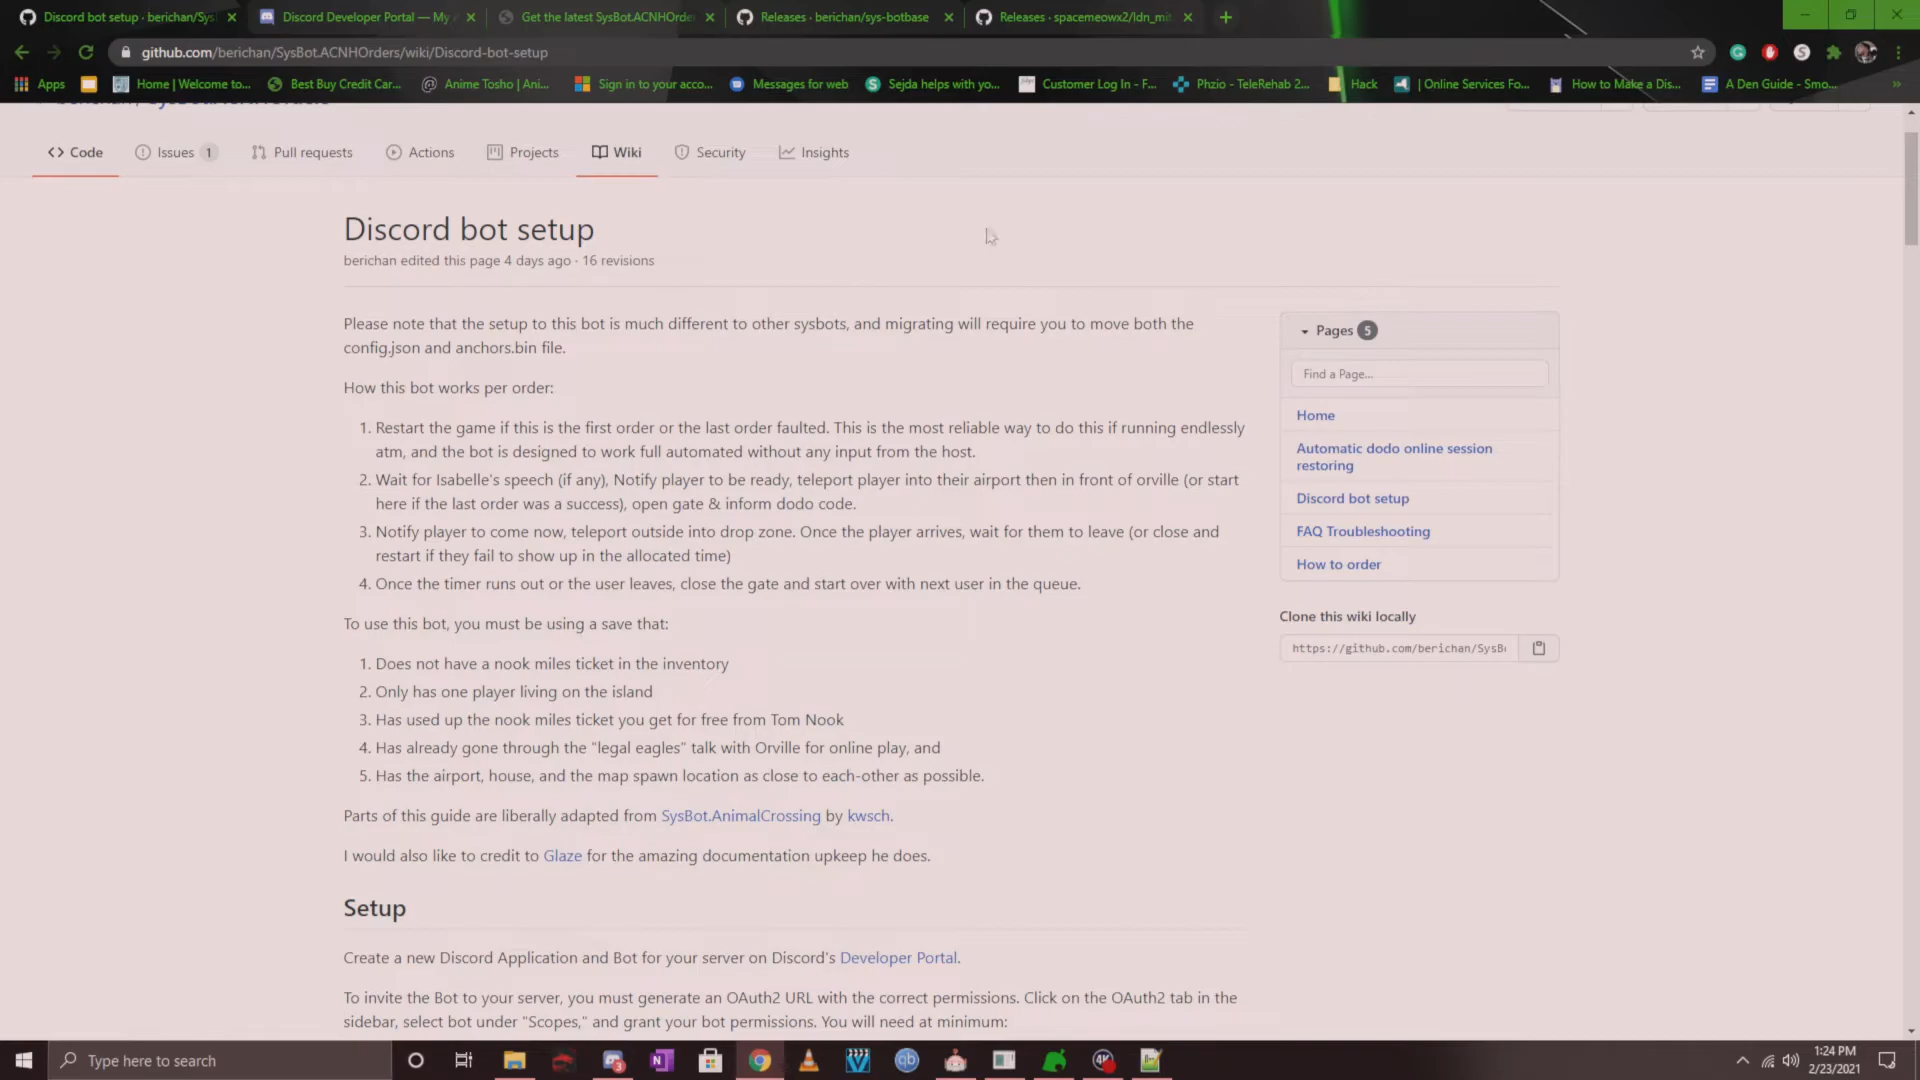 Discord bot setup · berichan/Sys
Discord Developer Portal — My
Get the latest SysBot.ACNHOrde
Releases · berichan/sys-botbase
Releases · spacemeowx2/ldn_mit
github.com/berichan/SysBot.ACNHOrders/wiki/Discord-bot-setup
Apps
Home | Welcome to...
Best Buy Credit Car...
Anime Tosho | Ani...
Sign in to your acco...
Messages for web
Sejda helps with yo...
Customer Log In - F...
Phzio - TeleRehab 2...
Hack
| Online Services Fo...
How to Make a Dis...
A Den Guide - Smo...
Code
Issues 1
Pull requests
Actions
Projects
Wiki
Security
Insights
Discord bot setup
berichan edited this page 4 days ago · 16 revisions
Please note that the setup to this bot is much different to other sysbots, and migrating will require you to move both the
config.json and anchors.bin file.
How this bot works per order:
1. Restart the game if this is the first order or the last order faulted. This is the most reliable way to do this if running endlessly
atm, and the bot is designed to work full automated without any input from the host.
2. Wait for Isabelle's speech (if any), Notify player to be ready, teleport player into their airport then in front of orville (or start
here if the last order was a success), open gate & inform dodo code.
3. Notify player to come now, teleport outside into drop zone. Once the player arrives, wait for them to leave (or close and
restart if they fail to show up in the allocated time)
4. Once the timer runs out or the user leaves, close the gate and start over with next user in the queue.
To use this bot, you must be using a save that:
1. Does not have a nook miles ticket in the inventory
2. Only has one player living on the island
3. Has used up the nook miles ticket you get for free from Tom Nook
4. Has already gone through the "legal eagles" talk with Orville for online play, and
5. Has the airport, house, and the map spawn location as close to each-other as possible.
Parts of this guide are liberally adapted from SysBot.AnimalCrossing by kwsch.
I would also like to credit to Glaze for the amazing documentation upkeep he does.
Setup
Create a new Discord Application and Bot for your server on Discord's Developer Portal.
To invite the Bot to your server, you must generate an OAuth2 URL with the correct permissions. Click on the OAuth2 tab in the
sidebar, select bot under "Scopes," and grant your bot permissions. You will need at minimum:
Pages 5
Find a Page...
Home
Automatic dodo online session
restoring
Discord bot setup
FAQ Troubleshooting
How to order
Clone this wiki locally
https://github.com/berichan/SysB
Type here to search
1:24 PM
2/23/2021